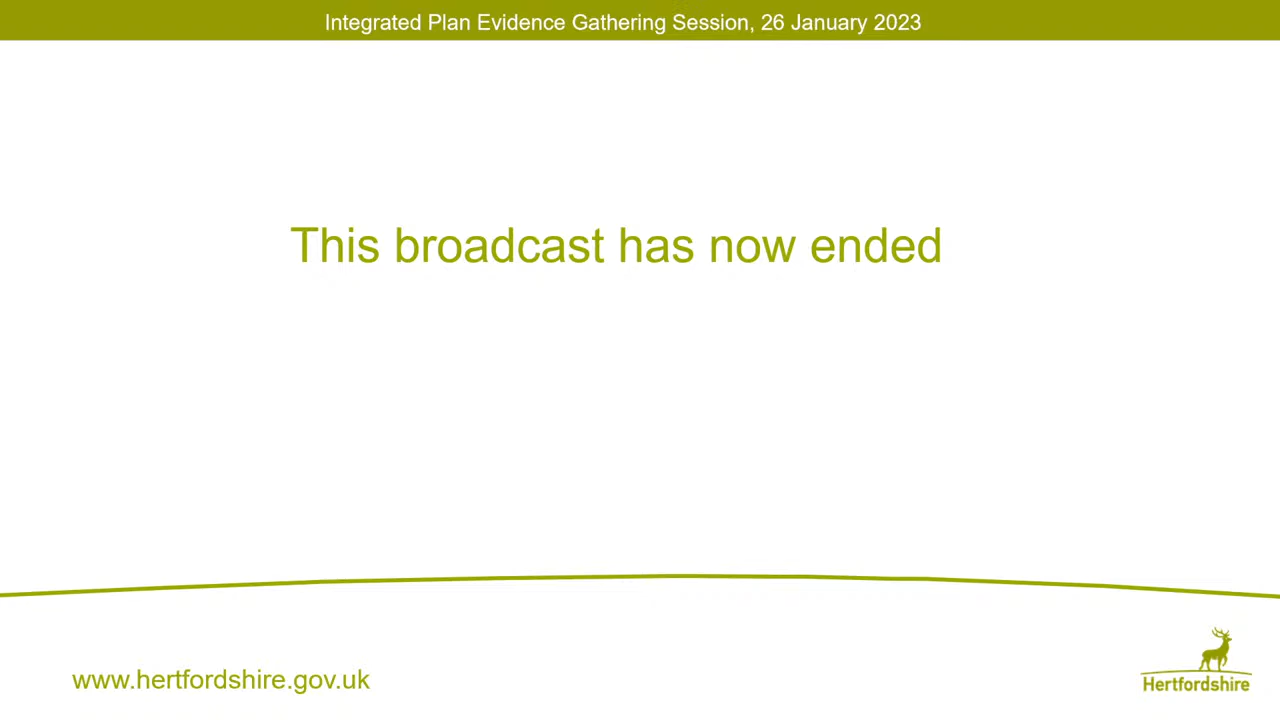 Integrated Plan Evidence Gathering Session, 26 January 2023
This broadcast has now ended
www.hertfordshire.gov.uk
Hertfordshire